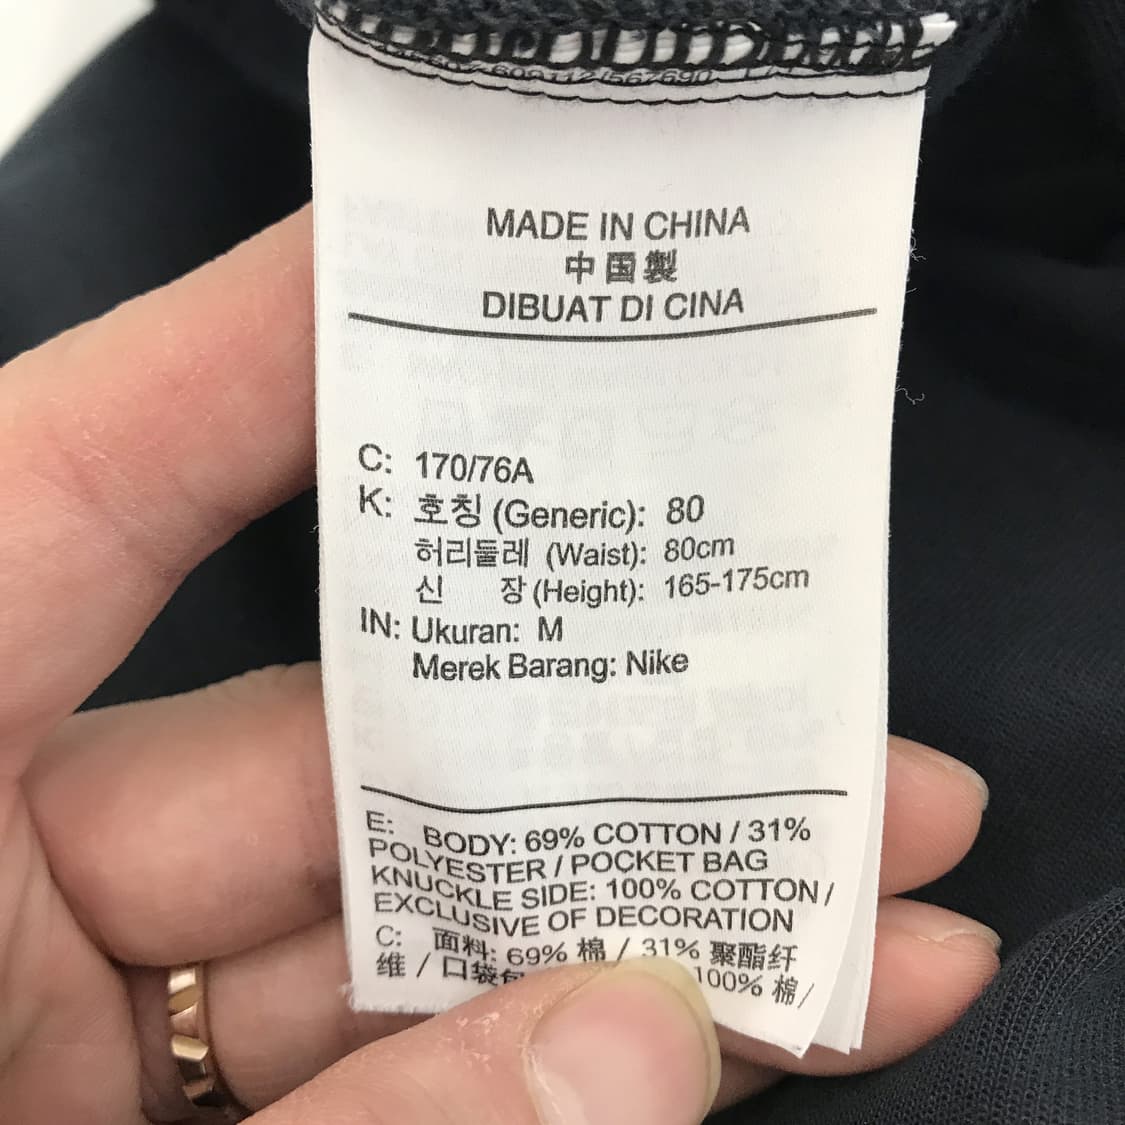 609112/567690
MADE IN CHINA
中国製
DIBUAT DI CINA
C: 170/76A
K: 호칭 (Generic): 80
허리둘레 (Waist): 80cm
신 장 (Height): 165-175cm
IN: Ukuran: M
Merek Barang: Nike
E: BODY: 69% COTTON / 31%
POLYESTER / POCKET BAG
KNUCKLE SIDE: 100% COTTON /
EXCLUSIVE OF DECORATION
C: 面料: 69% 棉 / 31% 聚酯纤
维 / 口袋 100% 棉 /